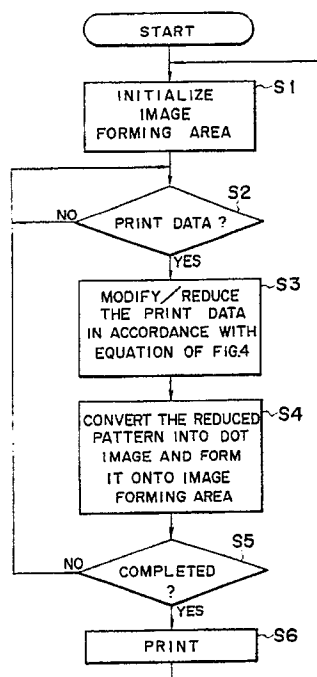 START
INITIALIZE
IMAGE
FORMING AREA
S1
S2
PRINT DATA ?
NO
YES
S3
MODIFY/REDUCE
THE PRINT DATA
IN ACCORDANCE WITH
EQUATION OF FIG.4
S4
CONVERT THE REDUCED
PATTERN INTO DOT
IMAGE AND FORM
IT ONTO IMAGE
FORMING AREA
S5
NO
COMPLETED
?
YES
S6
PRINT